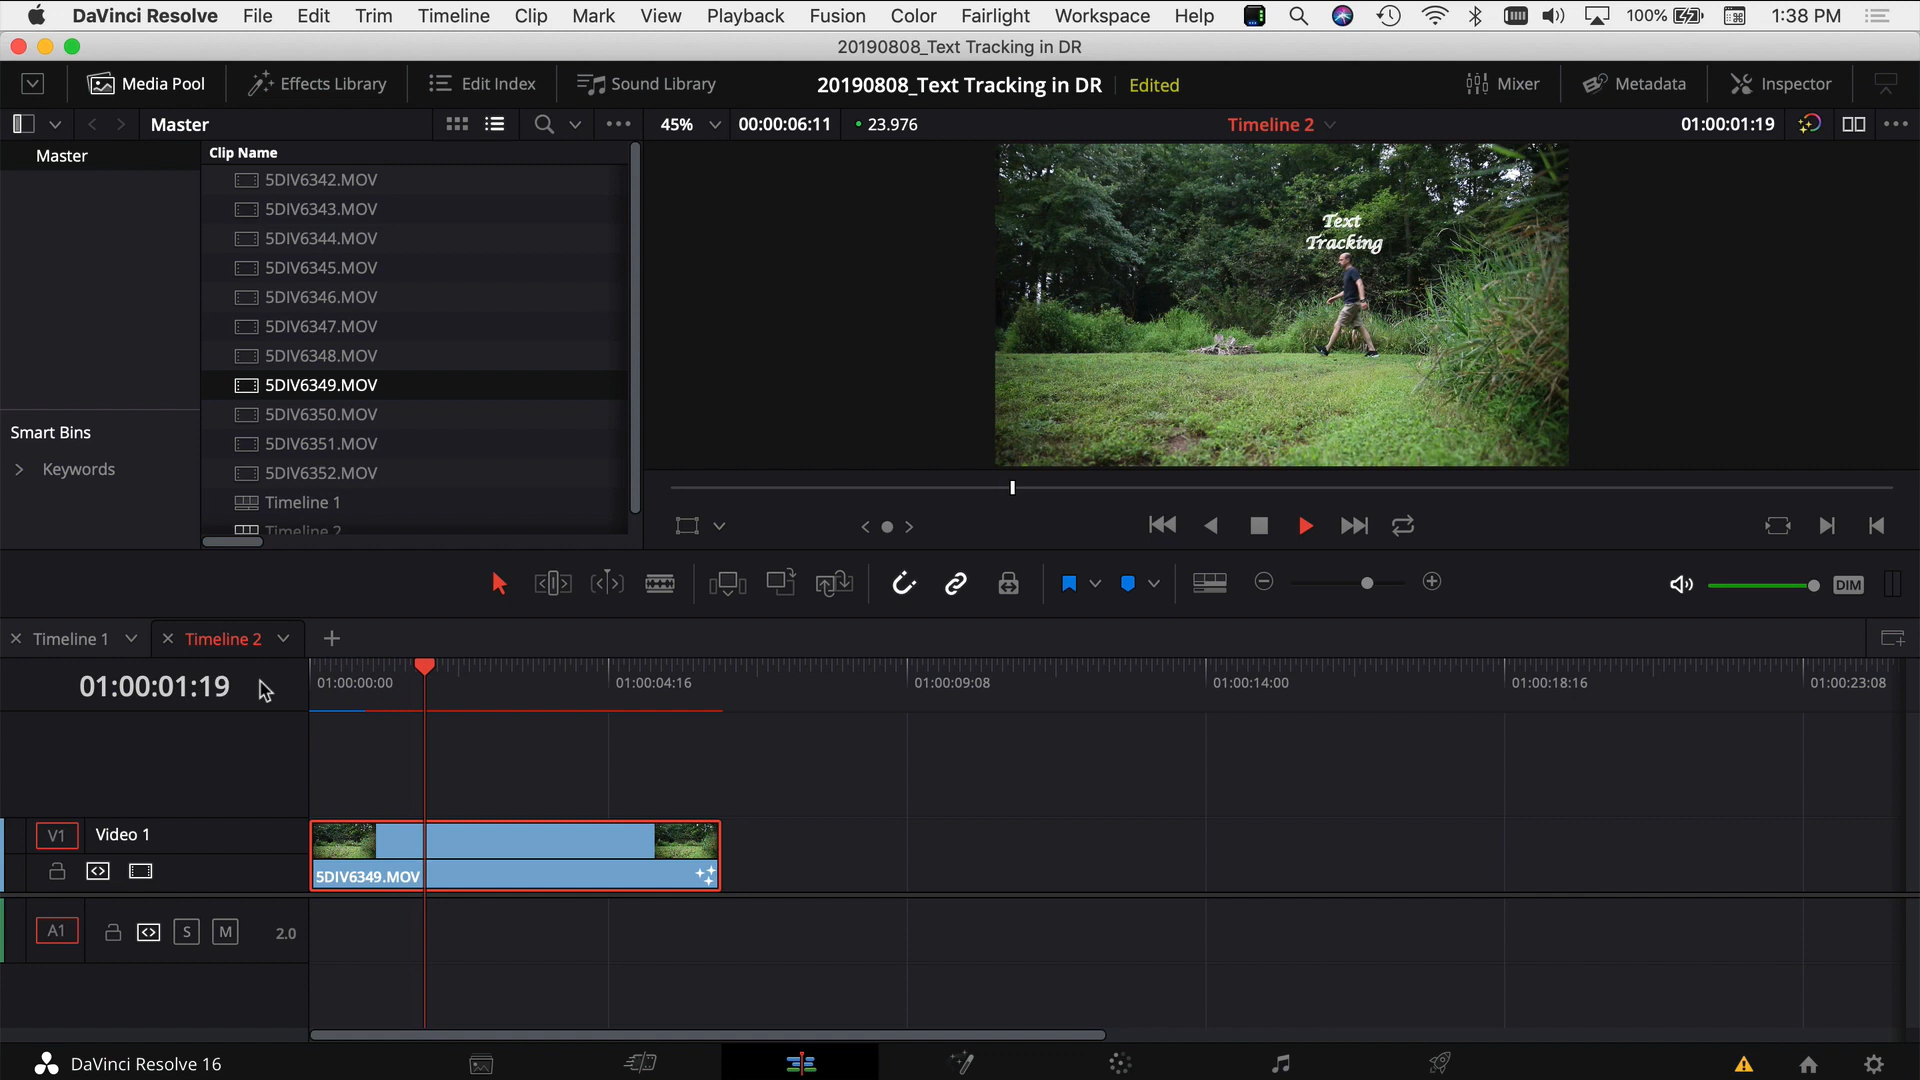 DaVinci Resolve File Edit Trim Timeline Clip Mark View Playback Fusion Color Fairlight Workspace Help 100% 1:38 PM
20190808_Text Tracking in DR
Media Pool Effects Library Edit Index Sound Library 20190808_Text Tracking in DR Edited Mixer Metadata Inspector
Master 45% 00:00:06:11 23.976 Timeline 2 01:00:01:19
Master
Clip Name
5DIV6342.MOV
5DIV6343.MOV
5DIV6344.MOV
5DIV6345.MOV
5DIV6346.MOV
5DIV6347.MOV
5DIV6348.MOV
5DIV6349.MOV
5DIV6350.MOV
5DIV6351.MOV
5DIV6352.MOV
Timeline 1
Timeline 2
Smart Bins
Keywords
Text
Tracking
DIM
Timeline 1 Timeline 2
01:00:01:19
01:00:00:00 01:00:04:16 01:00:09:08 01:00:14:00 01:00:18:16 01:00:23:08
V1 Video 1
5DIV6349.MOV
A1 S M 2.0
DaVinci Resolve 16